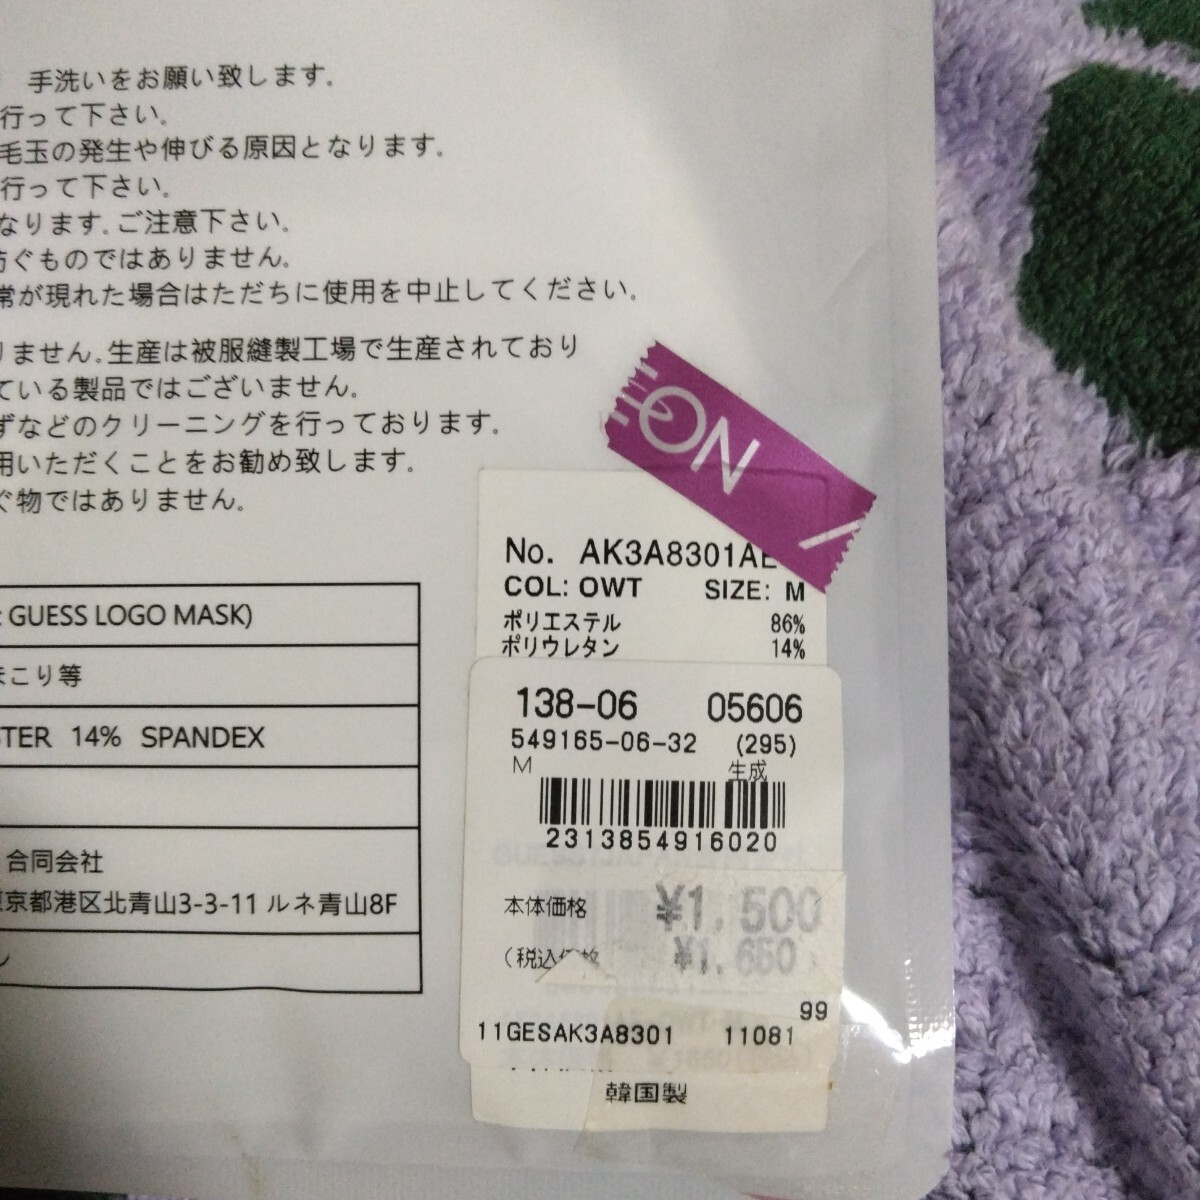 手洗いをお願い致します。
行って下さい。
毛玉の発生や伸びる原因となります。
行って下さい。
なります。ご注意下さい。
防ぐものではありません。
常が現れた場合はただちに使用を中止してください。
りません。生産は被服縫製工場で生産されており
ている製品ではございません。
ずなどのクリーニングを行っております。
用いただくことをお勧め致します。
ぐ物ではありません。
GUESS LOGO MASK)
ほこり等
STER 14% SPANDEX
合同会社
東京都港区北青山3-3-11 ルネ青山8F
ン
No. AK3A8301AE
COL: OWT SIZE: M
ポリエステル 86%
ポリウレタン 14%
138-06 05606
549165-06-32 (295)
M 生成
2313854916020
本体価格 ¥1,500
(税込価格 ¥1,650
99
11GESAK3A8301 11081
韓国製